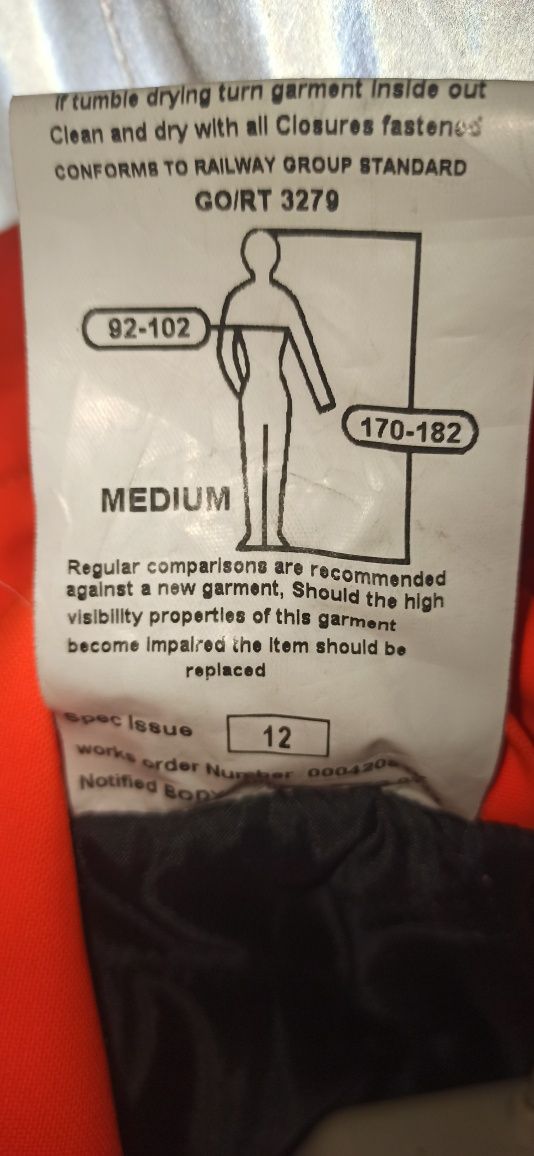 If tumble drying turn garment inside out
Clean and dry with all Closures fastened
CONFORMS TO RAILWAY GROUP STANDARD
GO/RT 3279
92-102
170-182
MEDIUM
Regular comparisons are recommended
against a new garment, Should the high
visibility properties of this garment
become impaired the item should be
replaced
Spec Issue 12
works order Number
Notified Body